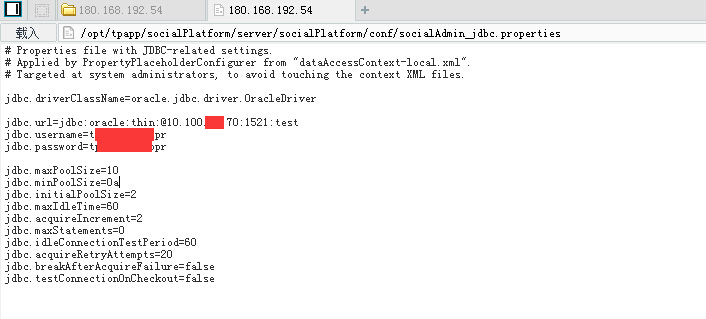 180.168.192.54
180.168.192.54
载入
/opt/tpapp/socialPlatform/server/socialPlatform/conf/socialAdmin_jdbc.properties
# Properties file with JDBC-related settings.
# Applied by PropertyPlaceholderConfigurer from "dataAccessContext-local.xml".
# Targeted at system administrators, to avoid touching the context XML files.
jdbc.driverClassName=oracle.jdbc.driver.OracleDriver
jdbc.url=jdbc:oracle:thin:@10.100. 70:1521:test
jdbc.username=t pr
jdbc.password=tp opr
jdbc.maxPoolSize=10
jdbc.minPoolSize=0a
jdbc.initialPoolSize=2
jdbc.maxIdleTime=60
jdbc.acquireIncrement=2
jdbc.maxStatements=0
jdbc.idleConnectionTestPeriod=60
jdbc.acquireRetryAttempts=20
jdbc.breakAfterAcquireFailure=false
jdbc.testConnectionOnCheckout=false